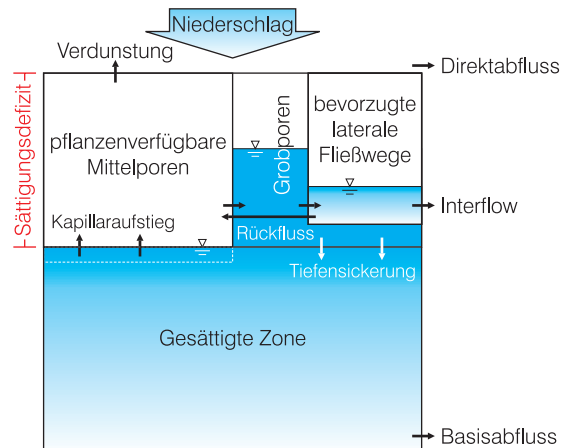 Niederschlag
Verdunstung
Direktabfluss
Sättigungsdefizit
pflanzenverfügbare
Mittelporen
Grobporen
bevorzugte
laterale
Fließwege
Kapillaraufstieg
Rückfluss
Interflow
Tiefensickerung
Gesättigte Zone
Basisabfluss